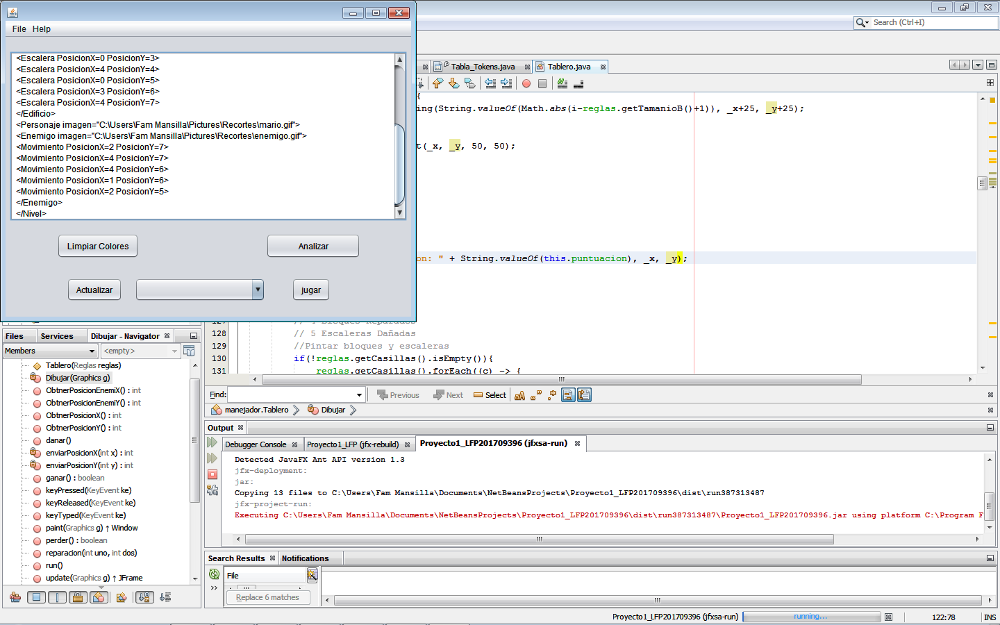 File Help
<Escalera PosicionX=0 PosicionY=3>
<Escalera PosicionX=4 PosicionY=4>
<Escalera PosicionX=0 PosicionY=5>
<Escalera PosicionX=3 PosicionY=6>
<Escalera PosicionX=4 PosicionY=7>
</Edificio>
<Personaje imagen="C:\Users\Fam Mansilla\Pictures\Recortes\mario.gif">
<Enemigo imagen="C:\Users\Fam Mansilla\Pictures\Recortes\enemigo.gif">
<Movimiento PosicionX=2 PosicionY=7>
<Movimiento PosicionX=4 PosicionY=7>
<Movimiento PosicionX=4 PosicionY=6>
<Movimiento PosicionX=1 PosicionY=6>
<Movimiento PosicionX=2 PosicionY=5>
</Enemigo>
</Nivel>
Limpiar Colores Analizar
Actualizar jugar
Search (Ctrl+I)
Tabla_Tokens.java Tablero.java
{
ing(String.valueOf(Math.abs(i-reglas.getTamanioB()+1)), _x+25, _y+25);
t(_x, _y, 50, 50);
on: " + String.valueOf(this.puntuacion), _x, _y);
128 // 5 Escaleras Dañadas
129 //Pintar bloques y escaleras
130 if(!reglas.getCasillas().isEmpty()){
131 reglas.getCasillas().forEach((c) -> {
Find: Previous Next Select
manejador.Tablero Dibujar
Files Services Dibujar - Navigator
Members <empty>
Tablero(Reglas reglas)
Dibujar(Graphics g)
ObtnerPosicionEnemiX() : int
ObtnerPosicionEnemiY() : int
ObtnerPosicionX() : int
ObtnerPosicionY() : int
danar()
enviarPosicionX(int x) : int
enviarPosicionY(int y) : int
ganar() : boolean
keyPressed(KeyEvent ke)
keyReleased(KeyEvent ke)
keyTyped(KeyEvent ke)
paint(Graphics g) ↑ Window
perder() : boolean
reparacion(int uno, int dos)
run()
update(Graphics g) ↑ JFrame
Output
Debugger Console Proyecto1_LFP (jfx-rebuild) Proyecto1_LFP201709396 (jfxsa-run)
Detected JavaFX Ant API version 1.3
jfx-deployment:
jar:
Copying 13 files to C:\Users\Fam Mansilla\Documents\NetBeansProjects\Proyecto1_LFP201709396\dist\run387313487
jfx-project-run:
Executing C:\Users\Fam Mansilla\Documents\NetBeansProjects\Proyecto1_LFP201709396\dist\run387313487\Proyecto1_LFP201709396.jar using platform C:\Program F
Search Results Notifications
File
Replace 6 matches
Proyecto1_LFP201709396 (jfxsa-run) running... 122:78 INS